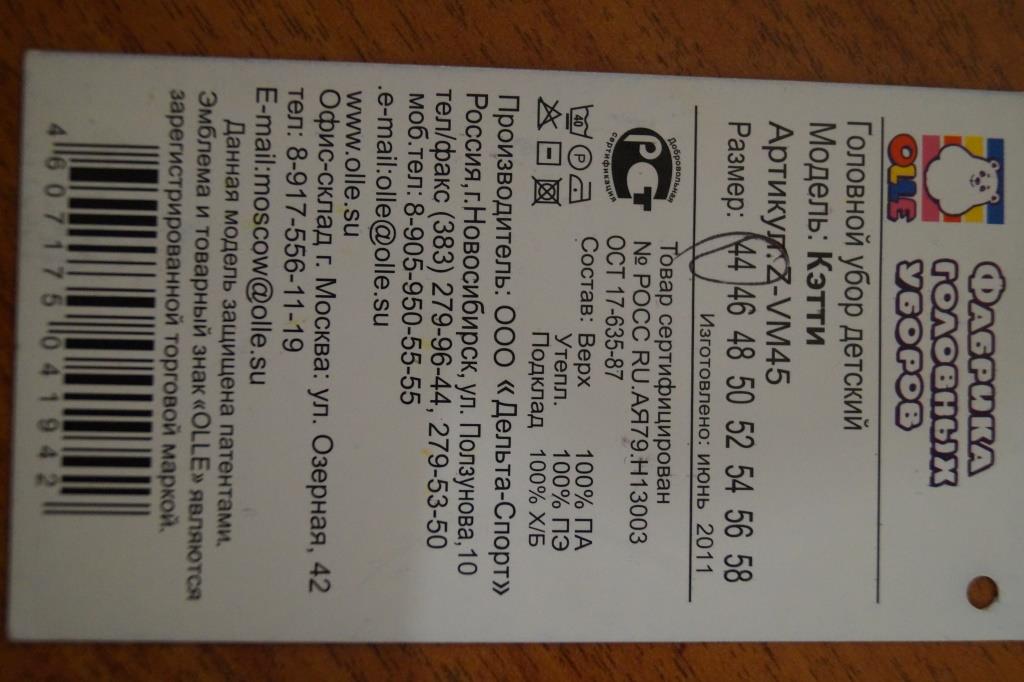 OLLE
ФАБРИКА
ГОЛОВНЫХ
УБОРОВ
Головной убор детский
Модель: Кэтти
Артикул:Z-VM45
Размер: 44 46 48 50 52 54 56 58
Изготовлено: июнь 2011
Добровольная
сертификация
РСТ
Товар сертифицирован
№ РОСС RU.АЯ79.Н13003
ОСТ 17-635-87
Состав: Верх 100% ПА
Утепл. 100% ПЭ
Подклад 100% Х/Б
40 P
Производитель: ООО «Дельта-Спорт»
Россия,г.Новосибирск,ул. Ползунова,10
тел/факс (383) 279-96-44, 279-53-50
моб.тел: 8-905-950-55-55
.e-mail:olle@olle.su
www.olle.su
Офис-склад г. Москва: ул. Озерная, 42
тел: 8-917-556-11-19
E-mail:moscow@olle.su
Данная модель защищена патентами.
Эмблема и товарный знак «OLLE» являются
зарегистрированной торговой маркой.
4 607175 041942